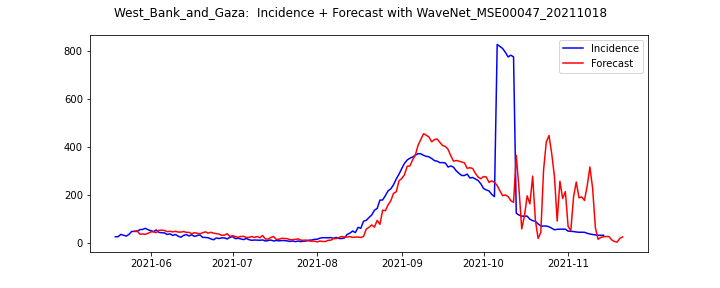 West_Bank_and_Gaza:  Incidence + Forecast with WaveNet_MSE00047_20211018
Incidence
Forecast
800
600
400
200
0
2021-06 2021-07 2021-08 2021-09 2021-10 2021-11